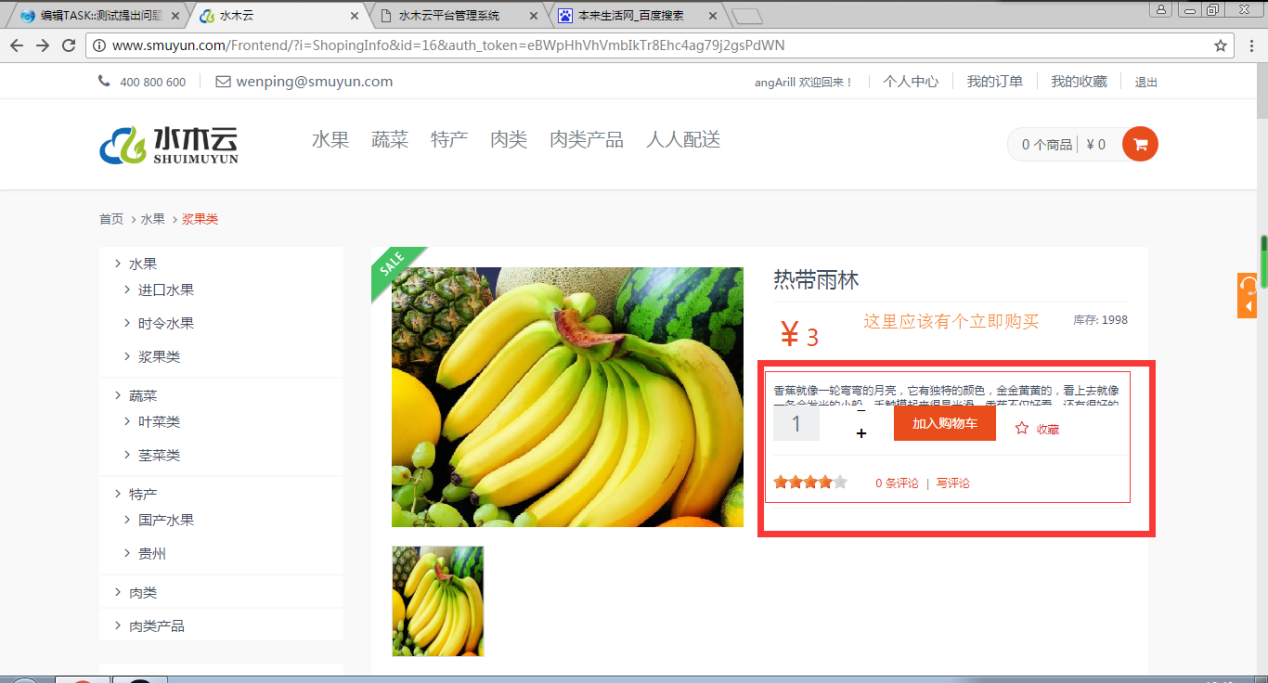 编辑TASK::测试提出问题
水木云
水木云平台管理系统
本来生活网_百度搜索
www.smuyun.com/Frontend/?i=ShopingInfo&id=16&auth_token=eBWpHhVhVmbIkTr8Ehc4ag79j2gsPdWN
400 800 600
wenping@smuyun.com
angArill 欢迎回来！
个人中心
我的订单
我的收藏
退出
水木云
SHUIMUYUN
水果 蔬菜 特产 肉类 肉类产品 人人配送
0 个商品 ¥ 0
首页 > 水果 > 浆果类
水果
进口水果
时令水果
浆果类
蔬菜
叶菜类
茎菜类
特产
国产水果
贵州
肉类
肉类产品
SALE
热带雨林
¥ 3
这里应该有个立即购买
库存: 1998
香蕉就像一轮弯弯的月亮，它有独特的颜色，金金黄黄的，看上去就像
1
−
+
加入购物车
收藏
0 条评论 | 写评论